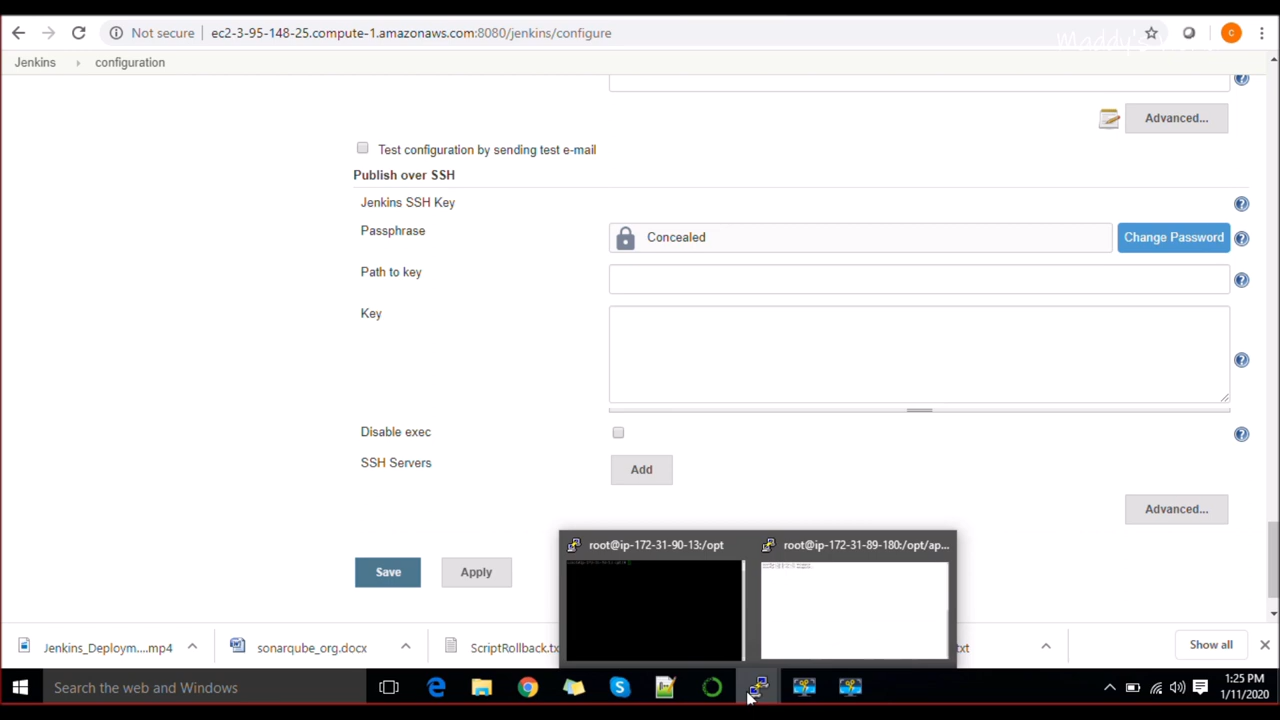 Not secure ec2-3-95-148-25.compute-1.amazonaws.com:8080/jenkins/configure C
Maddy's
Jenkins configuration
Advanced...
Test configuration by sending test e-mail
Publish over SSH
Jenkins SSH Key
Passphrase Concealed Change Password
Path to key
Key
Disable exec
SSH Servers Add
Advanced...
root@ip-172-31-90-13:/opt root@ip-172-31-89-180:/opt/ap...
Save Apply
Jenkins_Deploym....mp4 sonarqube_org.docx ScriptRollback.tx xt Show all
Search the web and Windows 1:25 PM
1/11/2020